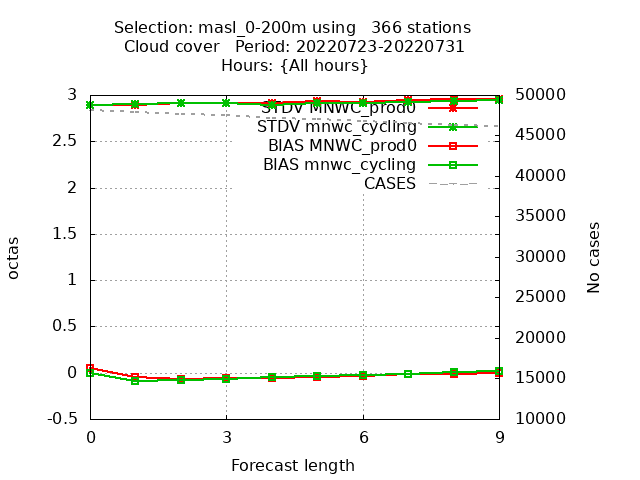 Selection: masl_0-200m using   366 stations
Cloud cover   Period: 20220723-20220731
Hours: {All hours}
3
2.5
2
1.5
1
0.5
0
-0.5
octas
50000
45000
40000
35000
30000
25000
20000
15000
10000
No cases
STDV MNWC_prod0
STDV mnwc_cycling
BIAS MNWC_prod0
BIAS mnwc_cycling
CASES
0
3
6
9
Forecast length